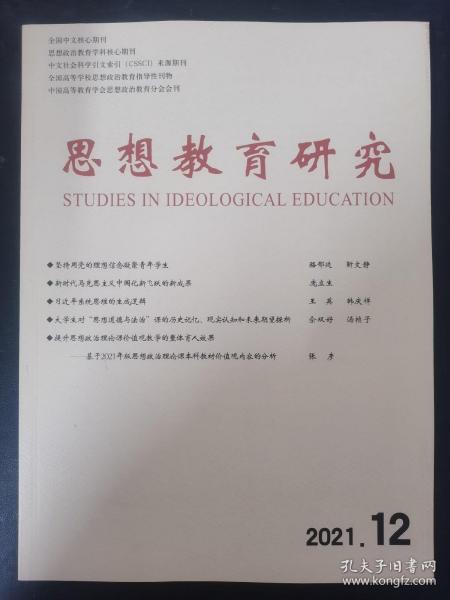 全国中文核心期刊
思想政治教育学科核心期刊
中文社会科学引文索引（CSSCI）来源期刊
全国高等学校思想政治教育指导性刊物
中国高等教育学会思想政治教育分会会刊
思想教育研究
STUDIES IN IDEOLOGICAL EDUCATION
◆坚持用党的理想信念凝聚青年学生 骆郁廷 靳文静
◆新时代马克思主义中国化新飞跃的新成果 庞立生
◆习近平系统思维的生成逻辑 王英 韩庆祥
◆大学生对“思想道德与法治”课的历史记忆、现实认知和未来期望探析 佘双好 汤桢子
◆提升思想政治理论课价值观教学的整体育人效果
——基于2021年版思想政治理论课本科教材价值观内容的分析 张彦
2021.12
孔夫子旧书网
www.kongfz.com